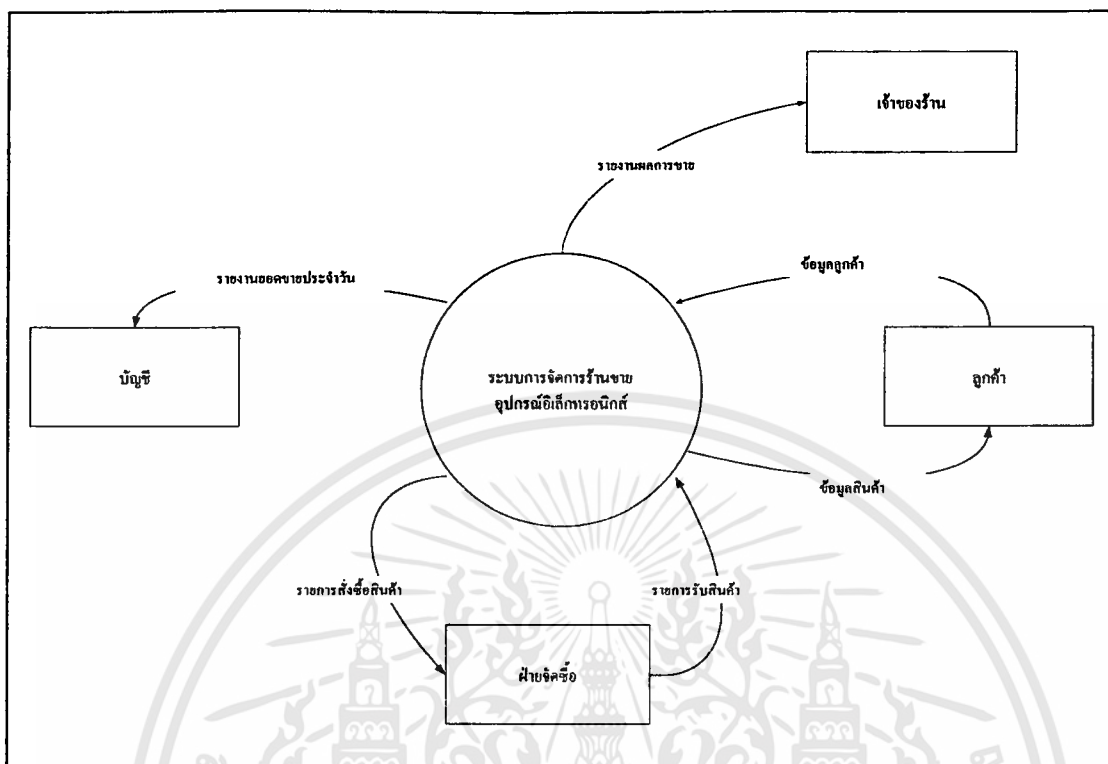 เจ้าของร้าน
รายงานผลการขาย
ข้อมูลลูกค้า
รายงานยอดขายประจำวัน
บัญชี
ระบบการจัดการร้านขาย
อุปกรณ์อิเล็กทรอนิกส์
ลูกค้า
ข้อมูลสินค้า
รายการสั่งซื้อสินค้า
รายการรับสินค้า
ฝ่ายจัดซื้อ